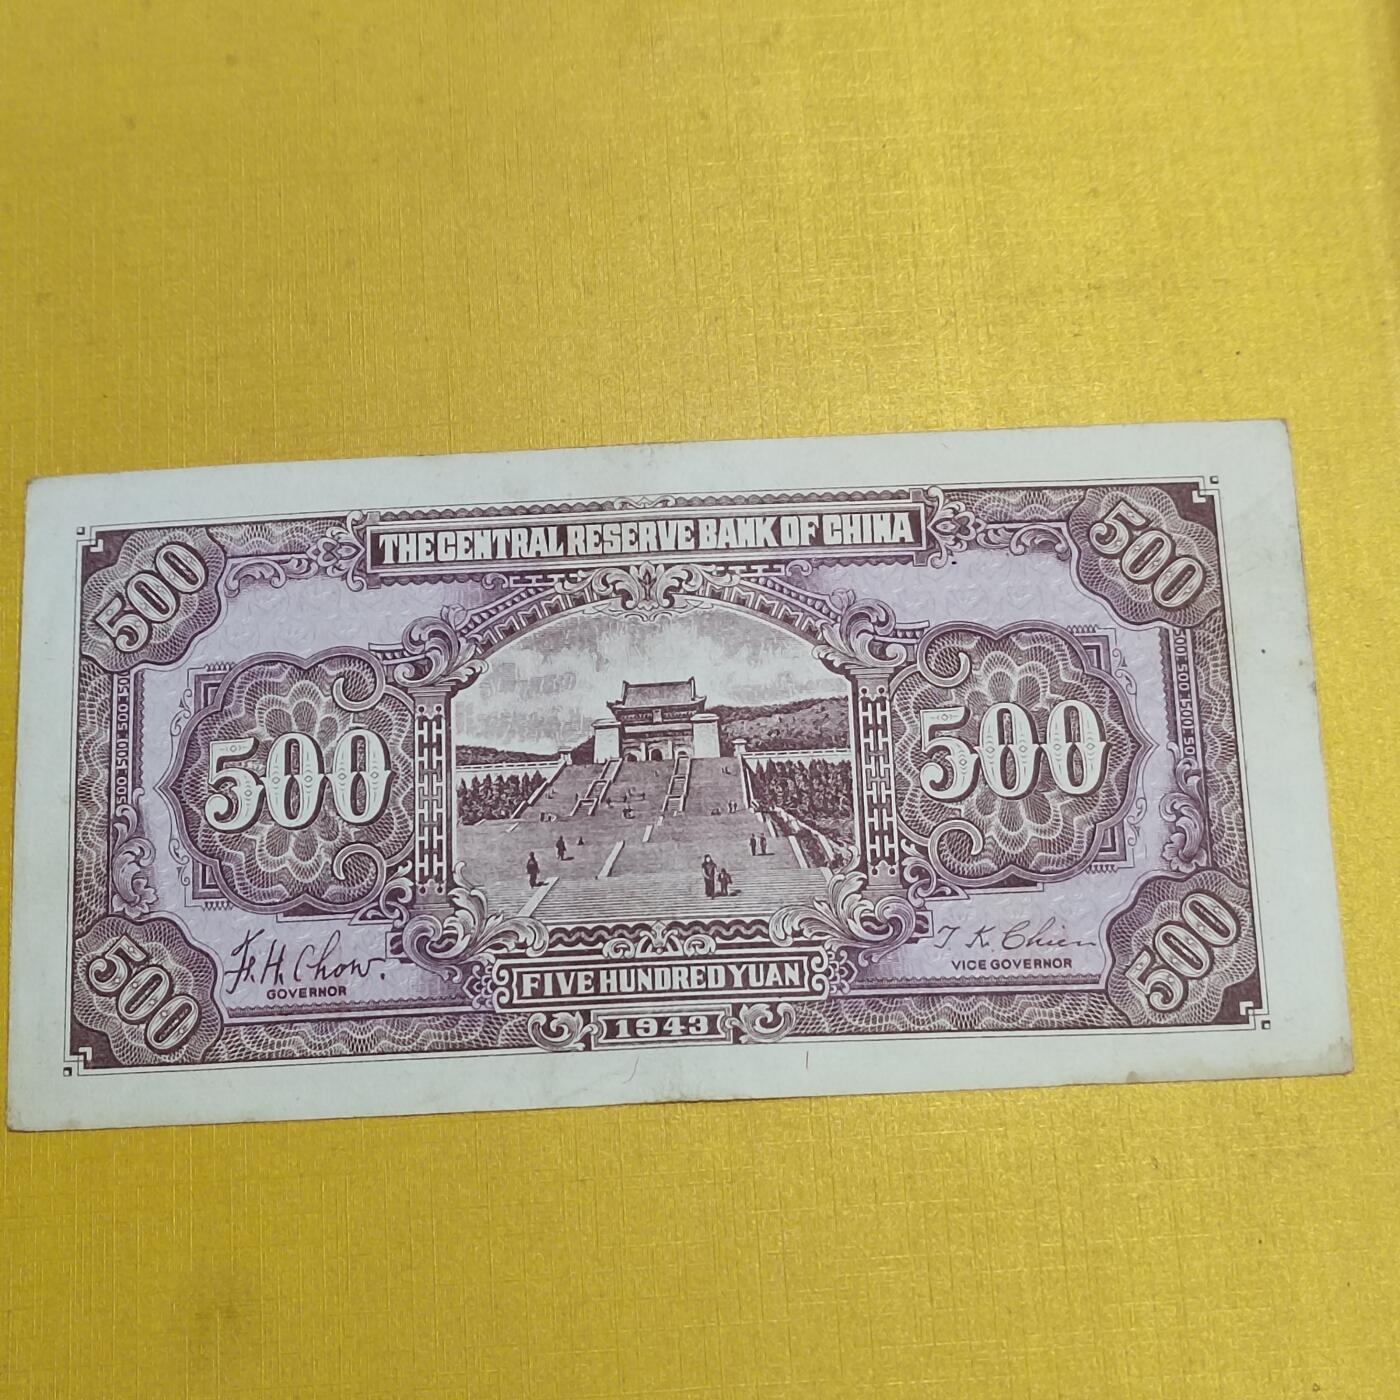 500
THE CENTRAL RESERVE BANK OF CHINA
500
500
500
F. H. Chow.
GOVERNOR
T. K. Chien
VICE GOVERNOR
500
FIVE HUNDRED YUAN
500
1943